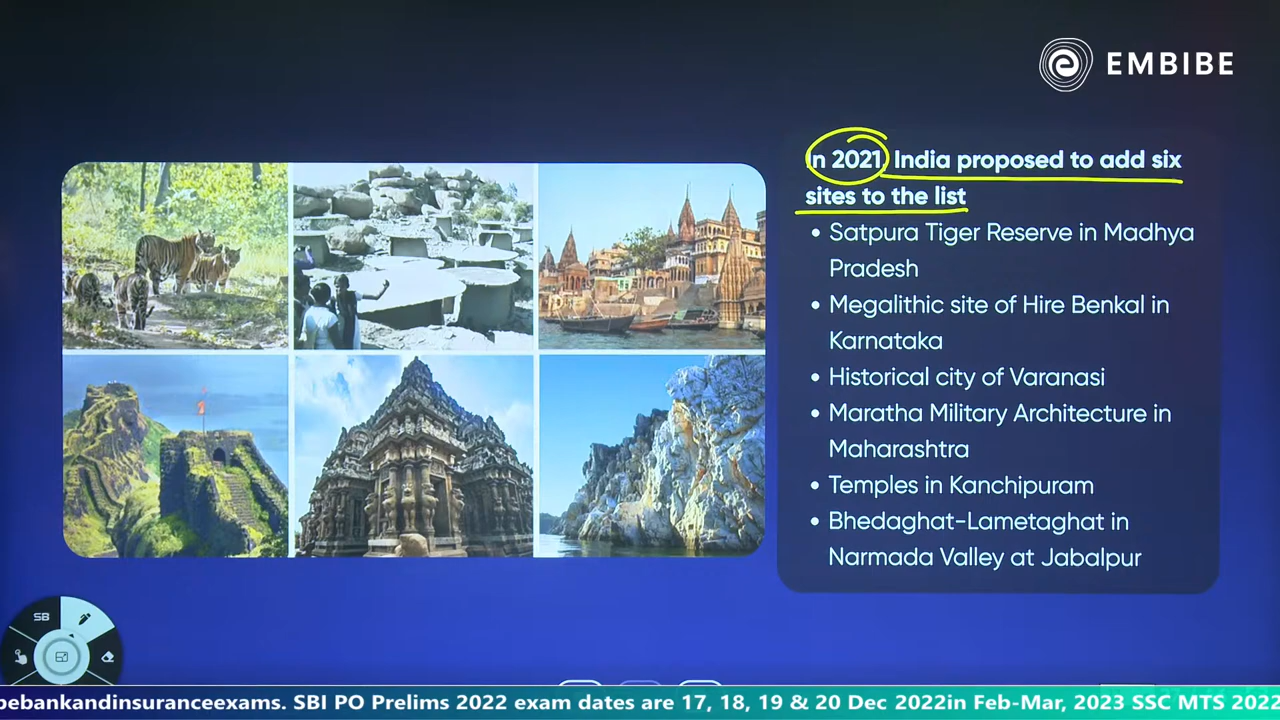 EMBIBE
In 2021, India proposed to add six
sites to the list
• Satpura Tiger Reserve in Madhya
Pradesh
• Megalithic site of Hire Benkal in
Karnataka
• Historical city of Varanasi
• Maratha Military Architecture in
Maharashtra
• Temples in Kanchipuram
• Bhedaghat-Lametaghat in
Narmada Valley at Jabalpur
SB
pebankandinsuranceexams. SBI PO Prelims 2022 exam dates are 17, 18, 19 & 20 Dec 2022in Feb-Mar, 2023 SSC MTS 2022